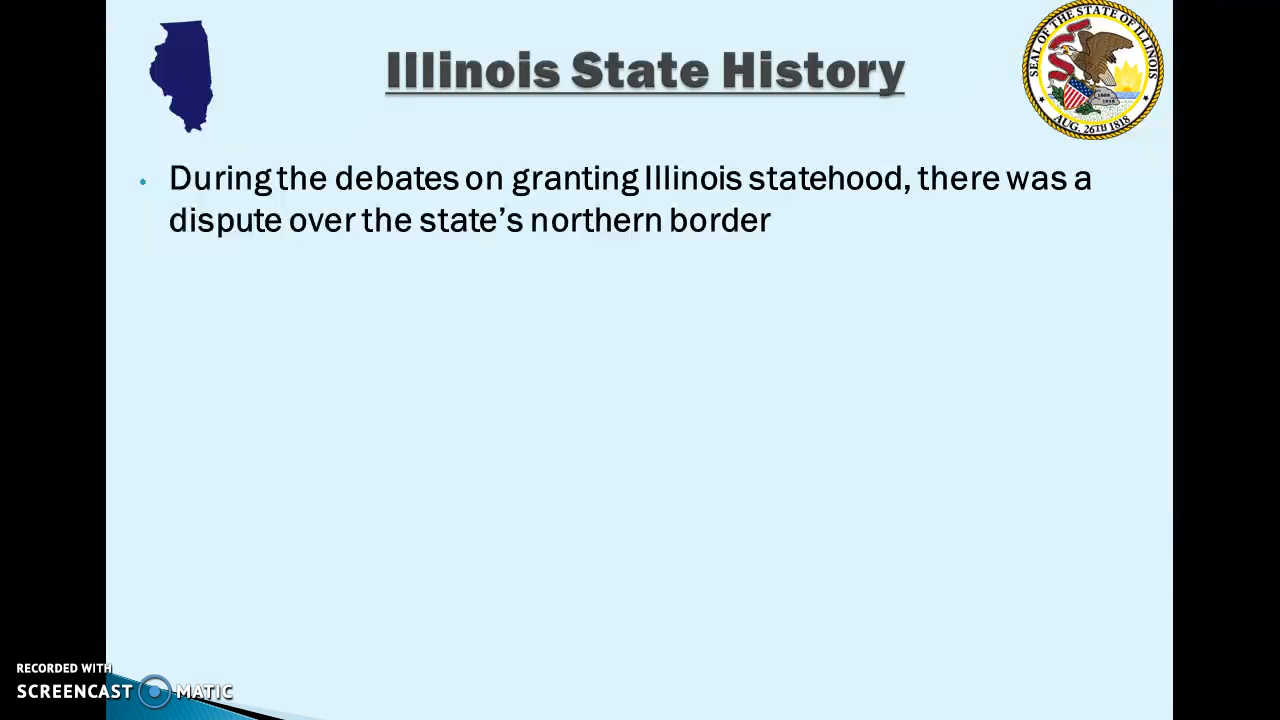 Illinois State History
SEAL OF THE STATE OF ILLINOIS
AUG. 26TH 1818
• During the debates on granting Illinois statehood, there was a
dispute over the state’s northern border
RECORDED WITH
SCREENCAST MATIC